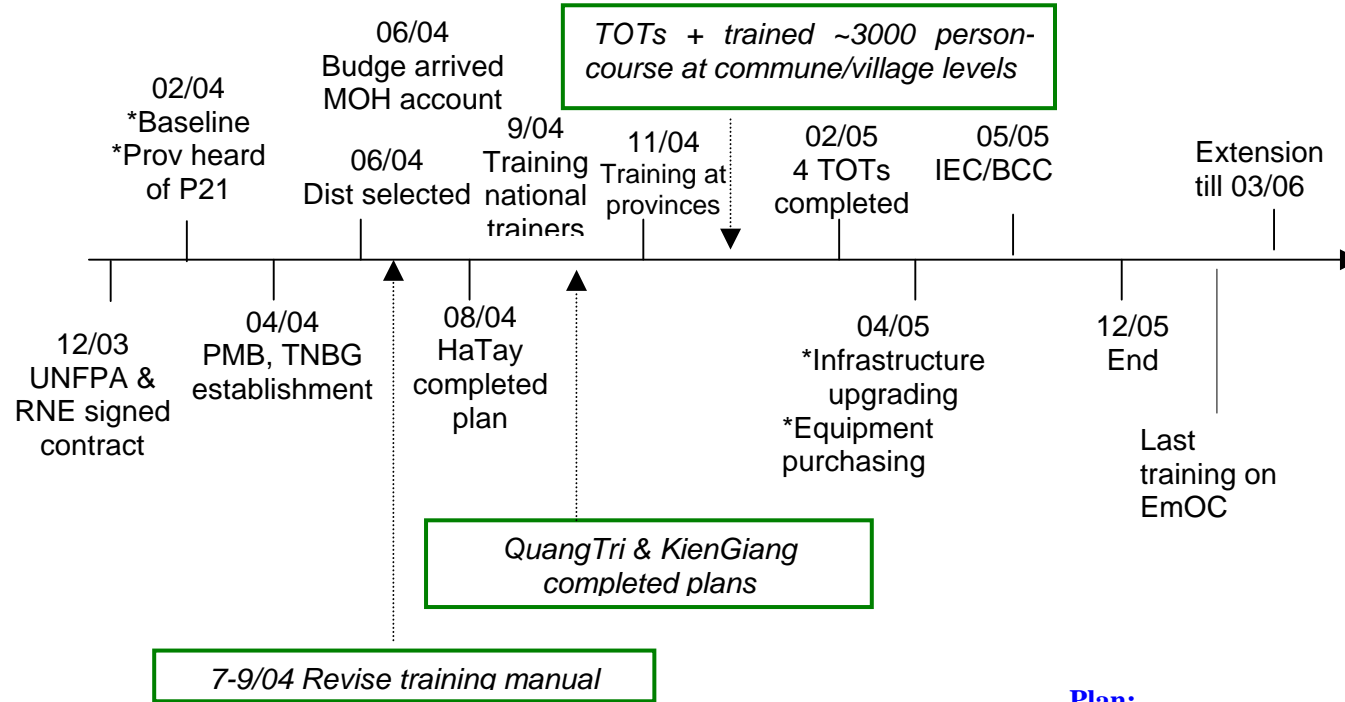 06/04
Budge arrived
MOH account
TOTs + trained ~3000 person-
course at commune/village levels
02/04
*Baseline
*Prov heard
of P21
06/04
Dist selected
9/04
Training
national
trainers
11/04
Training at
provinces
02/05
4 TOTs
completed
05/05
IEC/BCC
Extension
till 03/06
12/03
UNFPA &
RNE signed
contract
04/04
PMB, TNBG
establishment
08/04
HaTay
completed
plan
04/05
*Infrastructure
upgrading
*Equipment
purchasing
12/05
End
Last
training on
EmOC
QuangTri & KienGiang
completed plans
7-9/04 Revise training manual
Plan: